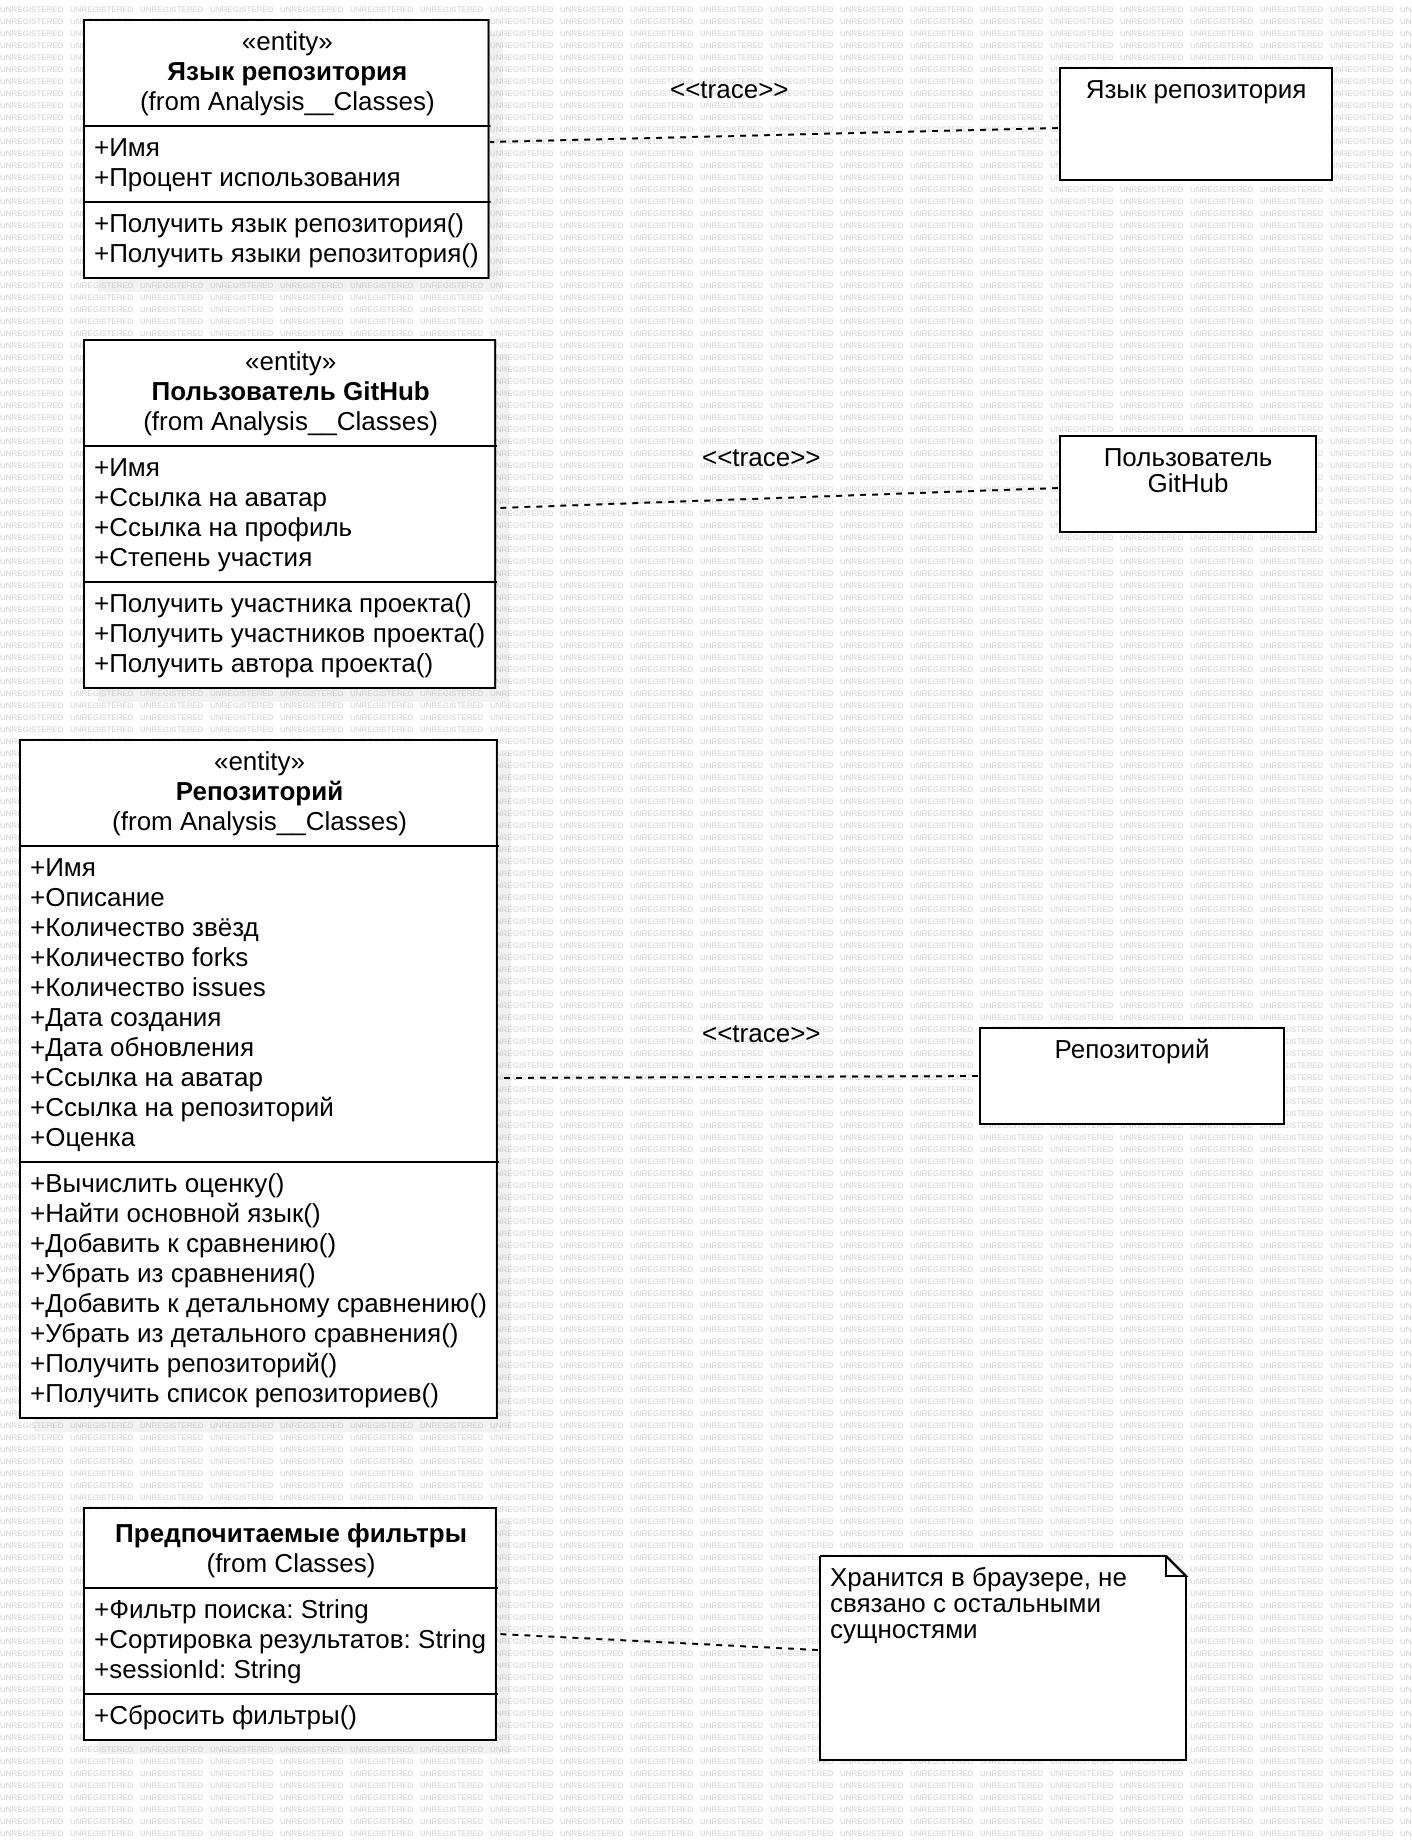 «entity»
Язык репозитория
(from Analysis__Classes)
+Имя
+Процент использования
+Получить язык репозитория()
+Получить языки репозитория()
<<trace>>
Язык репозитория
«entity»
Пользователь GitHub
(from Analysis__Classes)
+Имя
+Ссылка на аватар
+Ссылка на профиль
+Степень участия
+Получить участника проекта()
+Получить участников проекта()
+Получить автора проекта()
<<trace>>
Пользователь
GitHub
«entity»
Репозиторий
(from Analysis__Classes)
+Имя
+Описание
+Количество звёзд
+Количество forks
+Количество issues
+Дата создания
+Дата обновления
+Ссылка на аватар
+Ссылка на репозиторий
+Оценка
+Вычислить оценку()
+Найти основной язык()
+Добавить к сравнению()
+Убрать из сравнения()
+Добавить к детальному сравнению()
+Убрать из детального сравнения()
+Получить репозиторий()
+Получить список репозиториев()
<<trace>>
Репозиторий
Предпочитаемые фильтры
(from Classes)
+Фильтр поиска: String
+Сортировка результатов: String
+sessionId: String
+Сбросить фильтры()
Хранится в браузере, не
связано с остальными
сущностями
UNREGISTERED